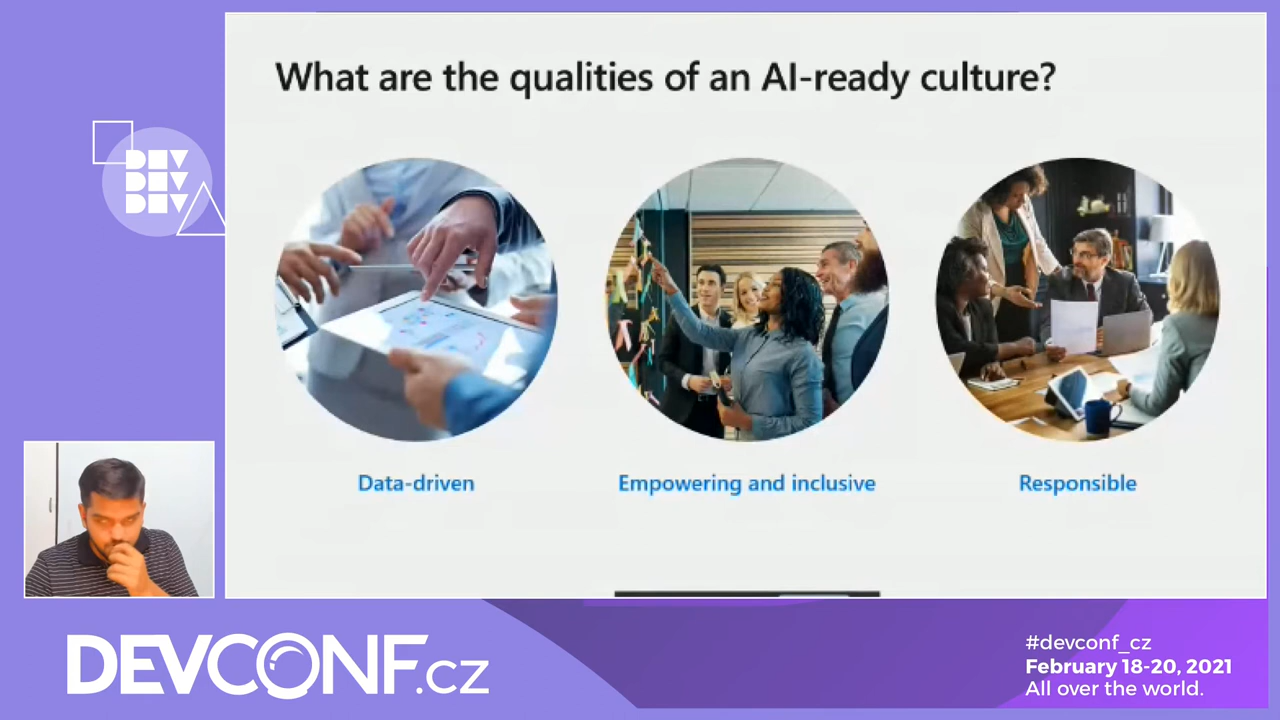 What are the qualities of an AI-ready culture?
DEV
DEV
DEV
Data-driven
Empowering and inclusive
Responsible
DEVCONF.cz
#devconf_cz
February 18-20, 2021
All over the world.